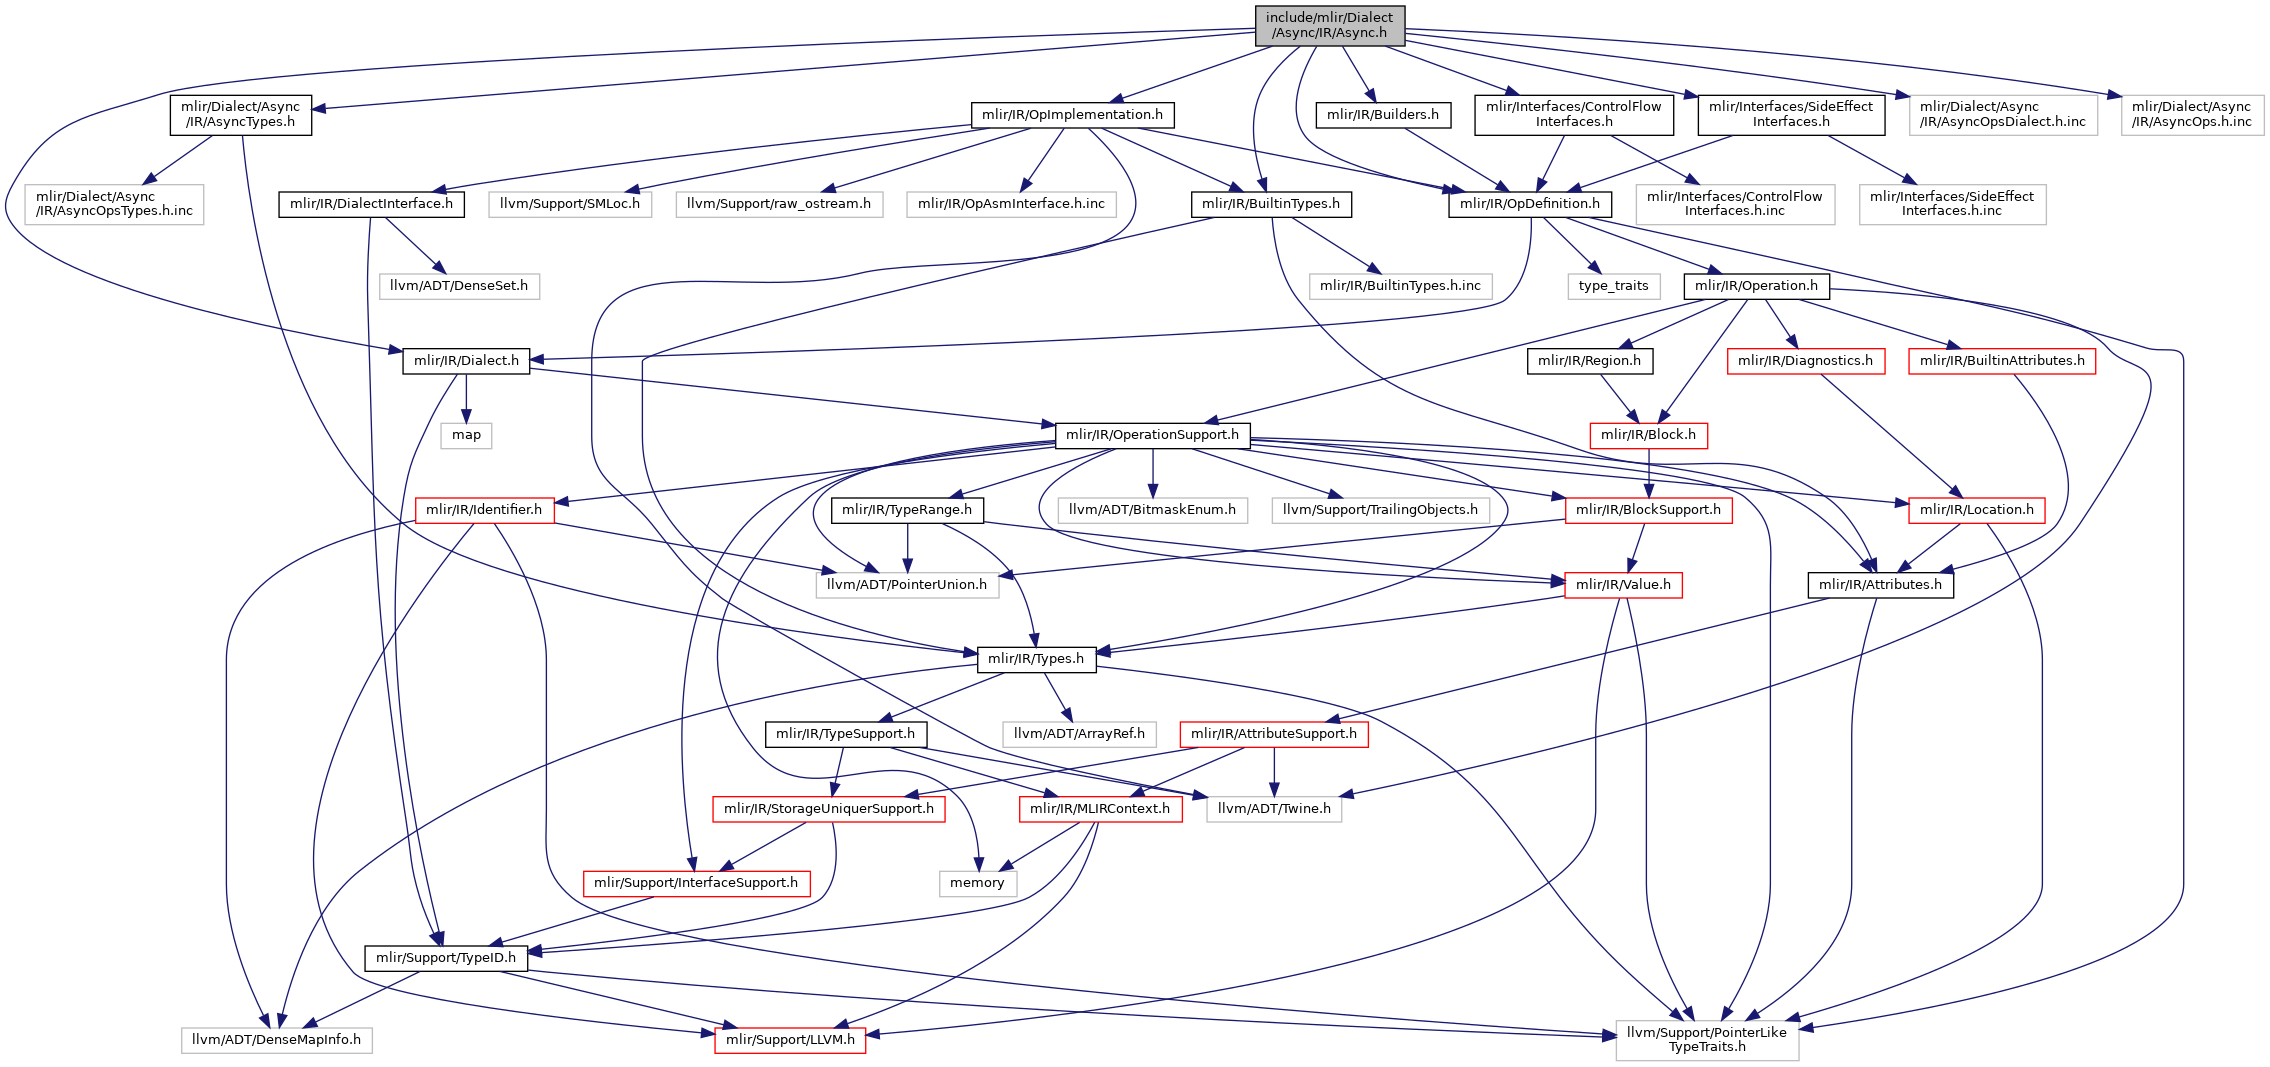 include/mlir/Dialect
/Async/IR/Async.h
mlir/Dialect/Async
/IR/AsyncTypes.h
mlir/IR/OpImplementation.h
mlir/IR/Builders.h
mlir/Interfaces/ControlFlow
Interfaces.h
mlir/Interfaces/SideEffect
Interfaces.h
mlir/Dialect/Async
/IR/AsyncOpsDialect.h.inc
mlir/Dialect/Async
/IR/AsyncOps.h.inc
mlir/Dialect/Async
/IR/AsyncOpsTypes.h.inc
mlir/IR/DialectInterface.h
llvm/Support/SMLoc.h
llvm/Support/raw_ostream.h
mlir/IR/OpAsmInterface.h.inc
mlir/IR/BuiltinTypes.h
mlir/IR/OpDefinition.h
mlir/Interfaces/ControlFlow
Interfaces.h.inc
mlir/Interfaces/SideEffect
Interfaces.h.inc
llvm/ADT/DenseSet.h
mlir/IR/BuiltinTypes.h.inc
type_traits
mlir/IR/Operation.h
mlir/IR/Dialect.h
mlir/IR/Region.h
mlir/IR/Diagnostics.h
mlir/IR/BuiltinAttributes.h
map
mlir/IR/OperationSupport.h
mlir/IR/Block.h
mlir/IR/Identifier.h
mlir/IR/TypeRange.h
llvm/ADT/BitmaskEnum.h
llvm/Support/TrailingObjects.h
mlir/IR/BlockSupport.h
mlir/IR/Location.h
llvm/ADT/PointerUnion.h
mlir/IR/Value.h
mlir/IR/Attributes.h
mlir/IR/Types.h
mlir/IR/TypeSupport.h
llvm/ADT/ArrayRef.h
mlir/IR/AttributeSupport.h
mlir/IR/StorageUniquerSupport.h
mlir/IR/MLIRContext.h
llvm/ADT/Twine.h
mlir/Support/InterfaceSupport.h
memory
mlir/Support/TypeID.h
llvm/ADT/DenseMapInfo.h
mlir/Support/LLVM.h
llvm/Support/PointerLike
TypeTraits.h